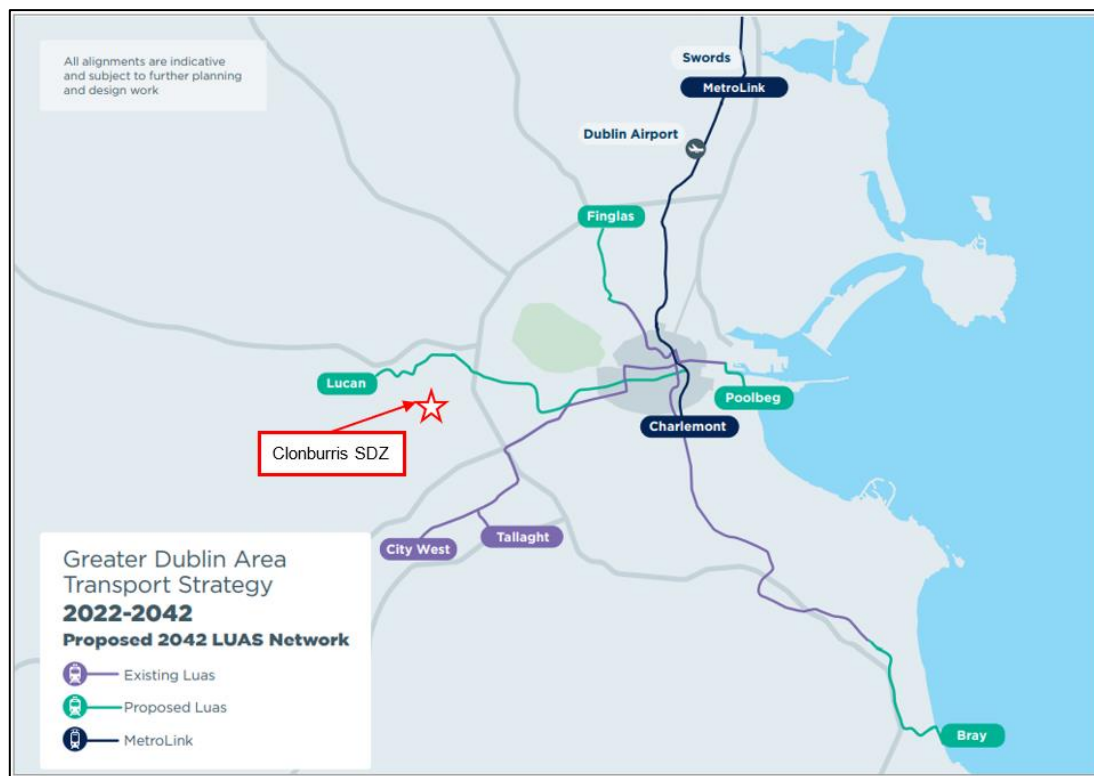 All alignments are indicative
and subject to further planning
and design work
Swords
MetroLink
Dublin Airport
Finglas
Lucan
Poolbeg
Charlemont
Clonburris SDZ
Tallaght
City West
Greater Dublin Area
Transport Strategy
2022-2042
Proposed 2042 LUAS Network
Existing Luas
Proposed Luas
MetroLink
Bray